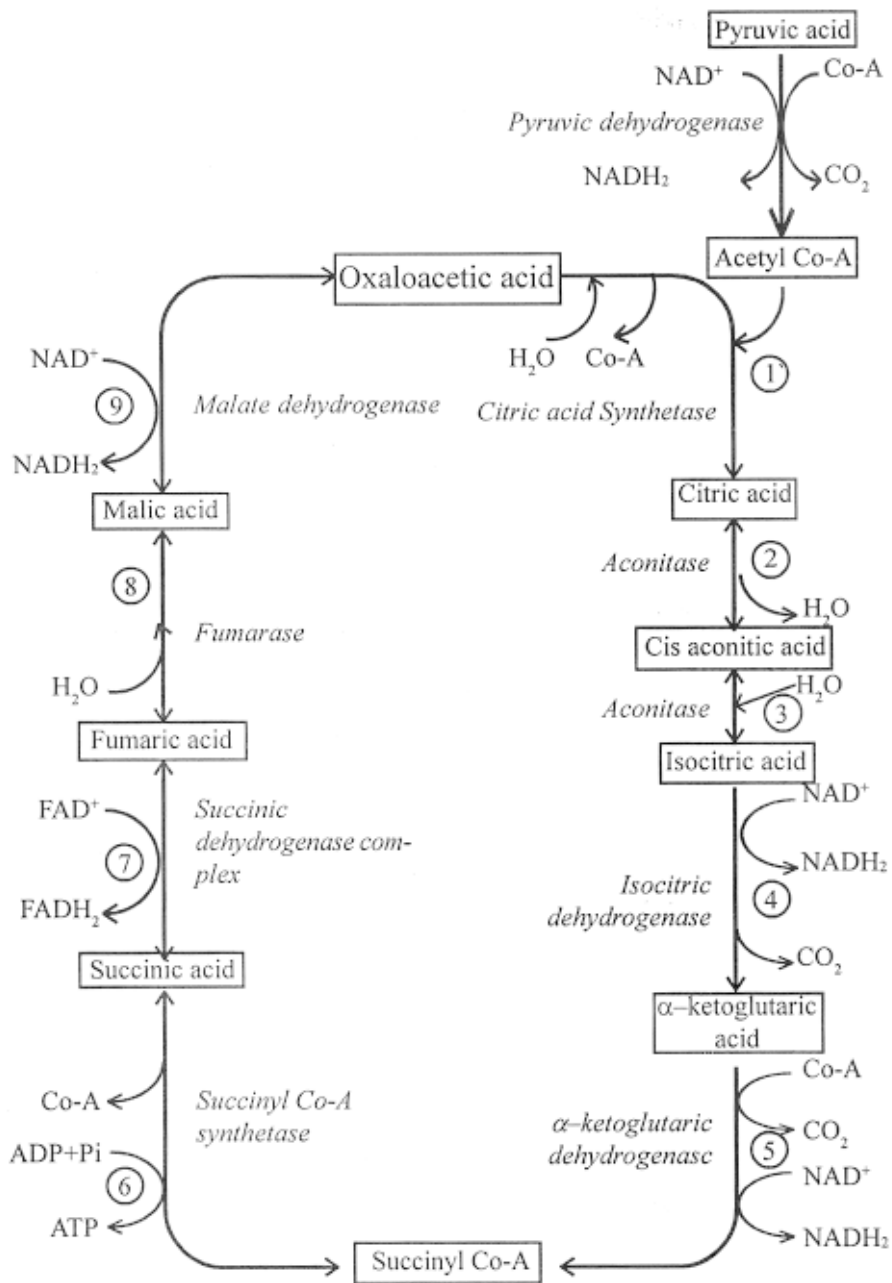 Pyruvic acid
NAD⁺
Co-A
Pyruvic dehydrogenase
NADH₂
CO₂
Acetyl Co-A
Oxaloacetic acid
H₂O
Co-A
1
Citric acid Synthetase
NAD⁺
9
Malate dehydrogenase
NADH₂
Malic acid
Citric acid
8
Aconitase
2
H₂O
Fumarase
Cis aconitic acid
H₂O
H₂O
Aconitase
3
Fumaric acid
Isocitric acid
FAD⁺
Succinic
dehydrogenase com-
plex
7
FADH₂
NAD⁺
NADH₂
Isocitric
dehydrogenase
4
CO₂
Succinic acid
α–ketoglutaric
acid
Co-A
Succinyl Co-A
synthetase
ADP+Pi
6
ATP
Co-A
CO₂
α–ketoglutaric
dehydrogenasc
5
NAD⁺
NADH₂
Succinyl Co-A